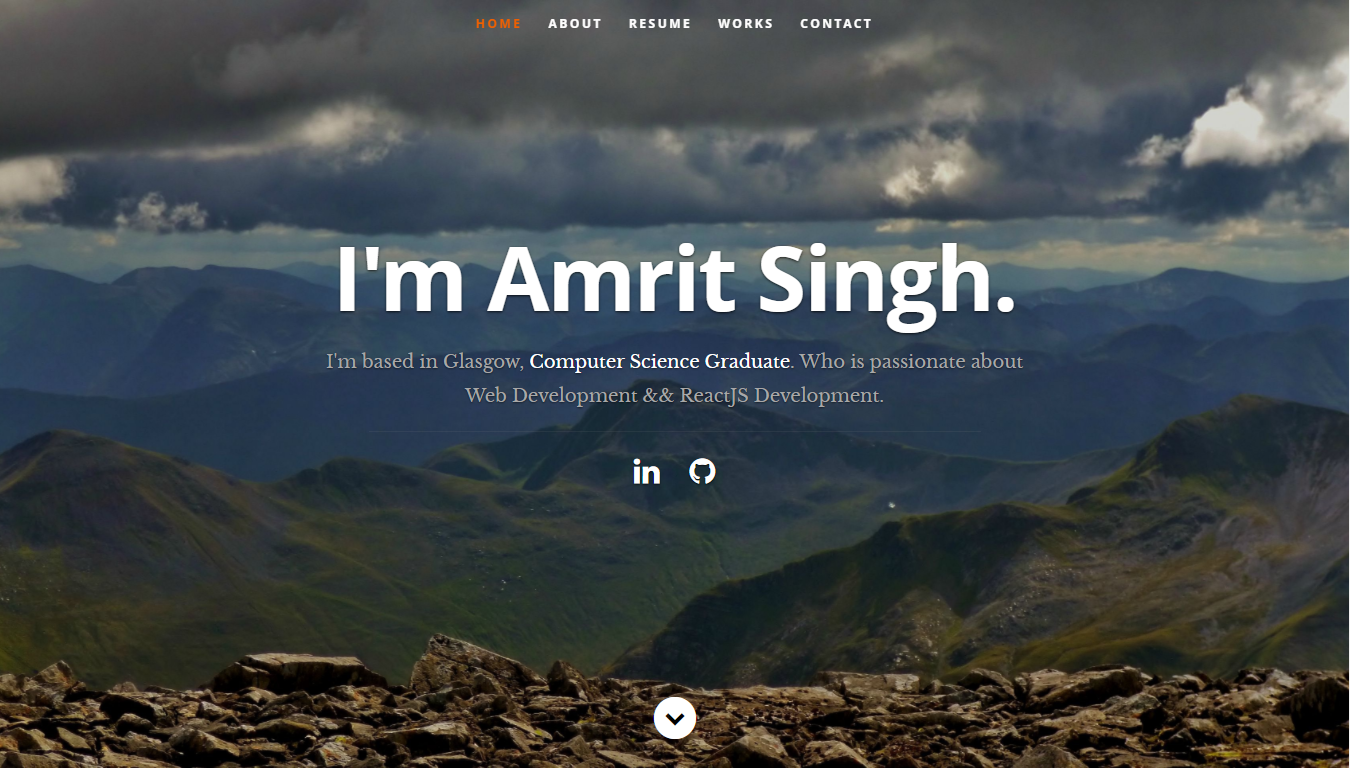 HOME ABOUT RESUME WORKS CONTACT
I'm Amrit Singh.
I'm based in Glasgow, Computer Science Graduate. Who is passionate about
Web Development && ReactJS Development.
in